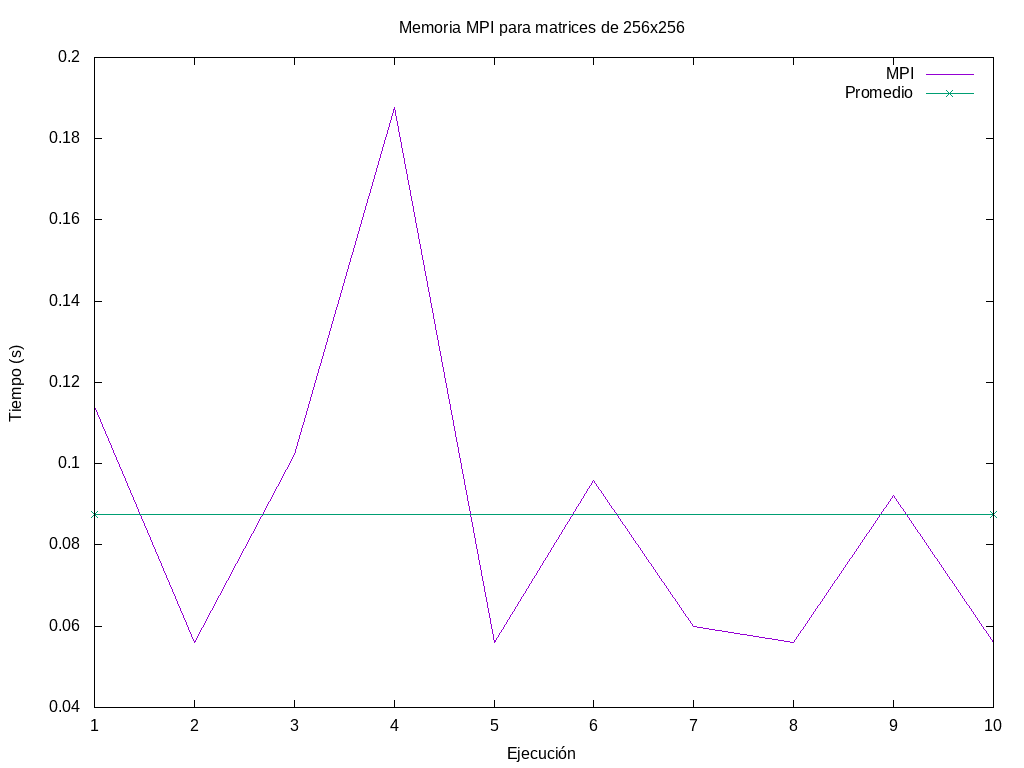 Memoria MPI para matrices de 256x256
MPI
Promedio
0.2
0.18
0.16
0.14
0.12
0.1
0.08
0.06
0.04
Tiempo (s)
1 2 3 4 5 6 7 8 9 10
Ejecución